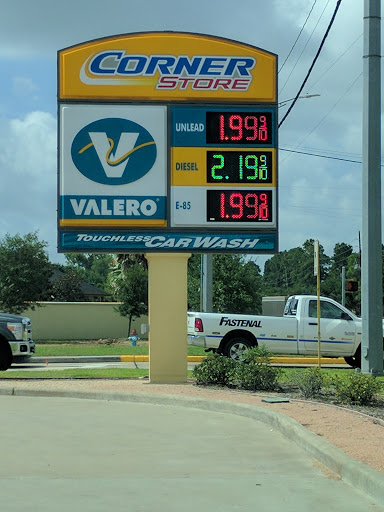 CORNER
STORE
UNLEAD 1.99 9/10
DIESEL 2.19 9/10
E-85 1.99 9/10
VALERO
TOUCHLESS CAR WASH
FASTENAL